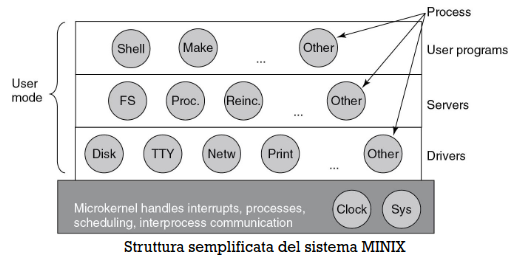 Process
Shell
Make
...
Other
User programs
User
mode
FS
Proc.
Reinc.
...
Other
Servers
Disk
TTY
Netw
Print
...
Other
Drivers
Microkernel handles interrupts, processes,
scheduling, interprocess communication
Clock
Sys
Struttura semplificata del sistema MINIX